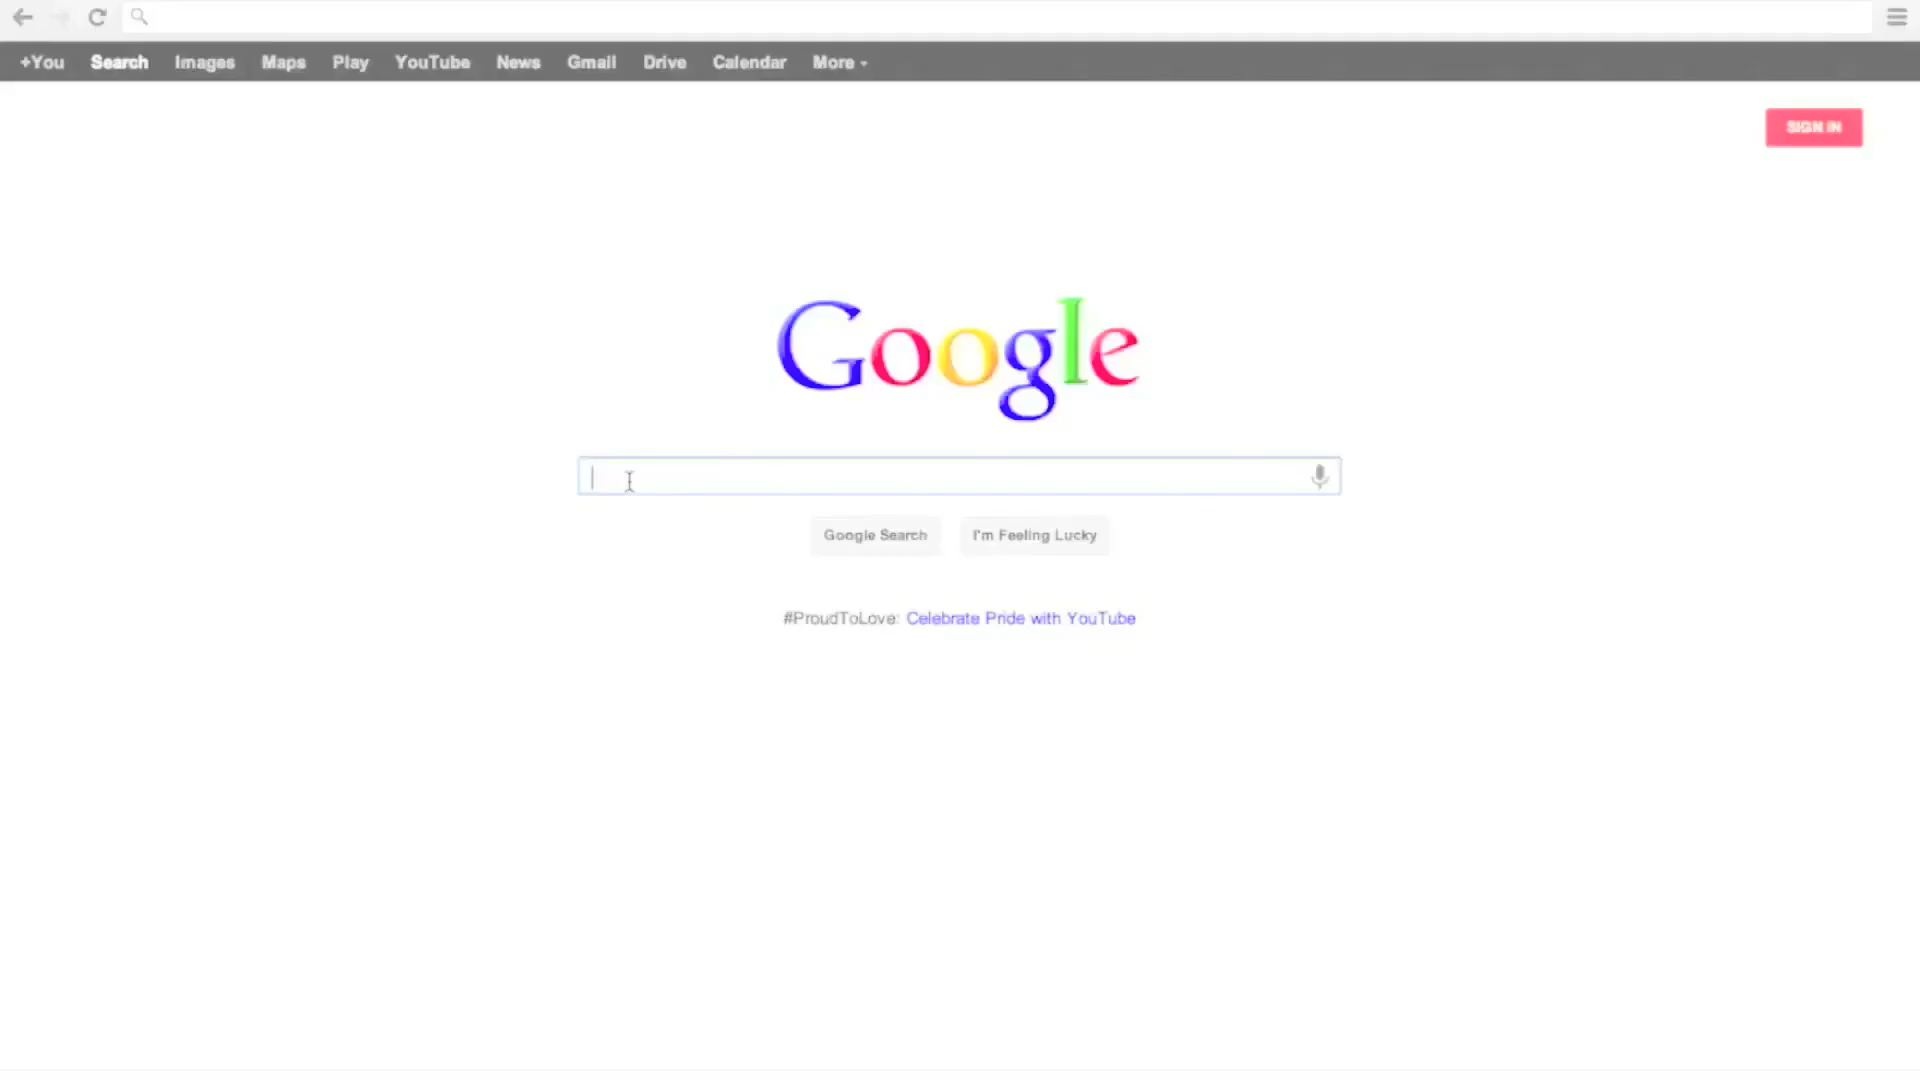 +You Search Images Maps Play YouTube News Gmail Drive Calendar More
SIGN IN
Google
Google Search I'm Feeling Lucky
#ProudToLove: Celebrate Pride with YouTube